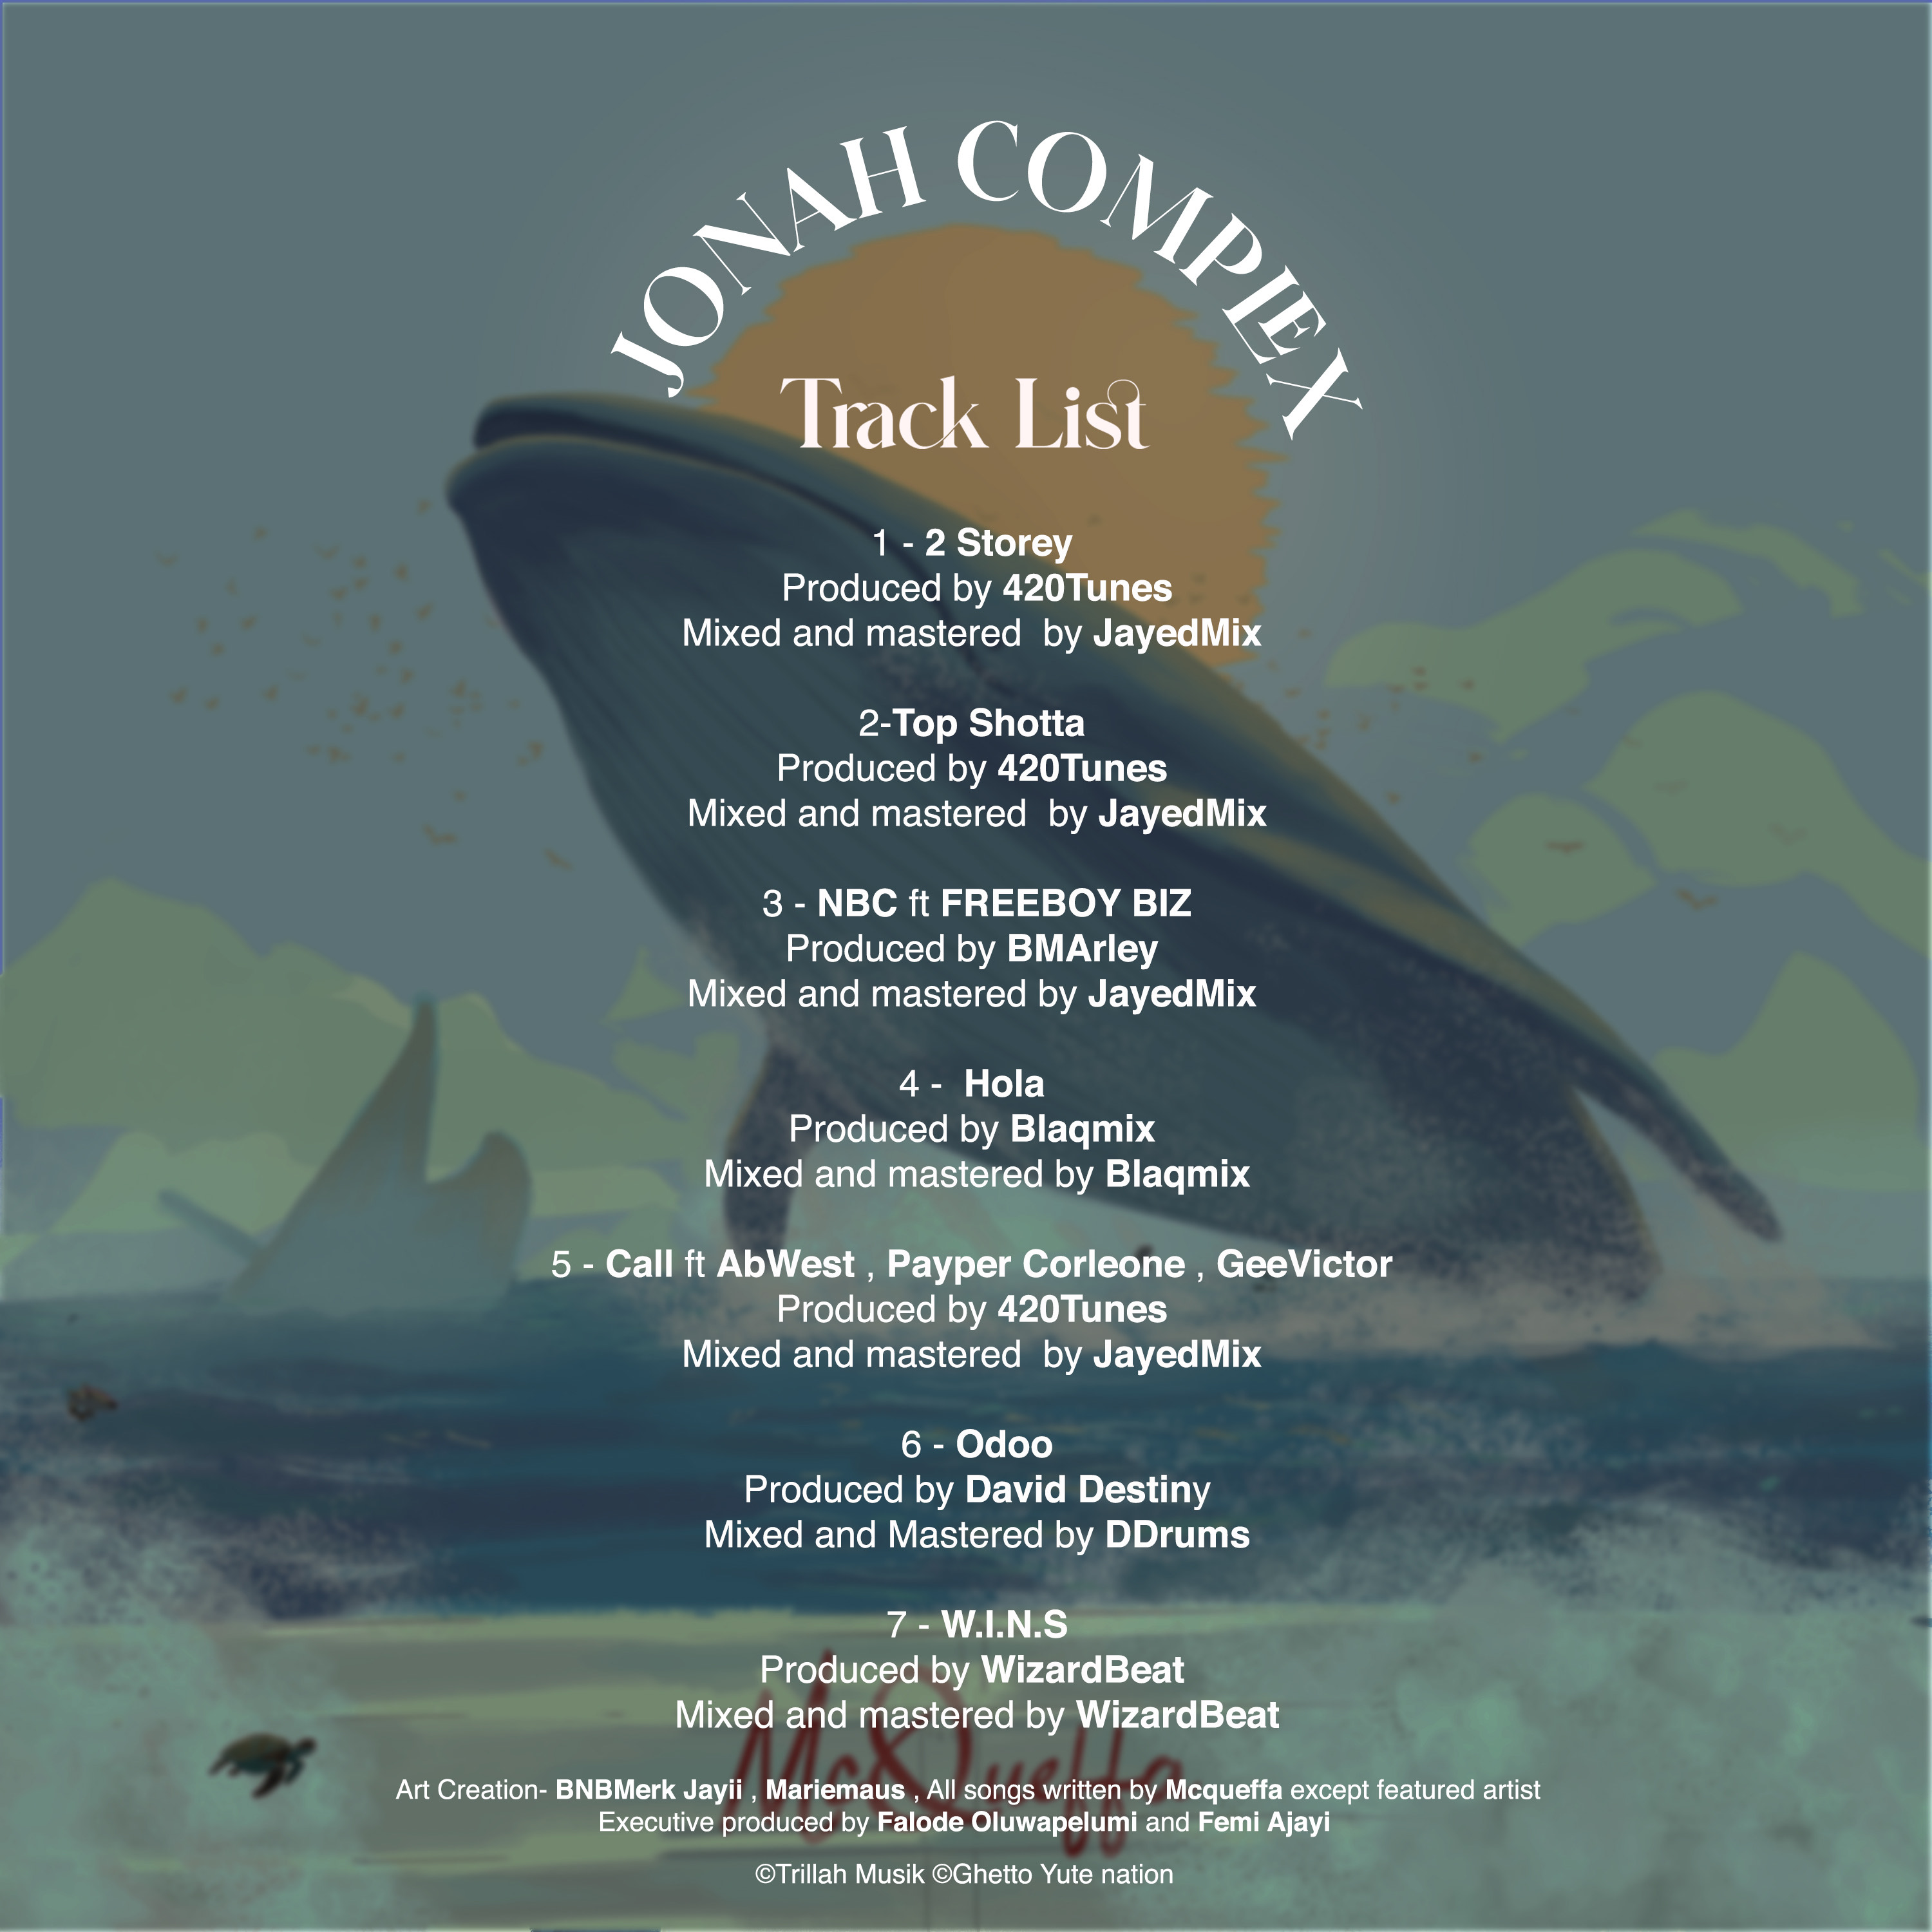 JONAH COMPLEX
Track List
1 - 2 Storey
Produced by 420Tunes
Mixed and mastered  by JayedMix
2-Top Shotta
Produced by 420Tunes
Mixed and mastered  by JayedMix
3 - NBC ft FREEBOY BIZ
Produced by BMArley
Mixed and mastered by JayedMix
4 -  Hola
Produced by Blaqmix
Mixed and mastered by Blaqmix
5 - Call ft AbWest , Payper Corleone , GeeVictor
Produced by 420Tunes
Mixed and mastered  by JayedMix
6 - Odoo
Produced by David Destiny
Mixed and Mastered by DDrums
7 - W.I.N.S
Produced by WizardBeat
Mixed and mastered by WizardBeat
McQueffa
Art Creation- BNBMerk Jayii , Mariemaus , All songs written by Mcqueffa except featured artist
Executive produced by Falode Oluwapelumi and Femi Ajayi
©Trillah Musik ©Ghetto Yute nation